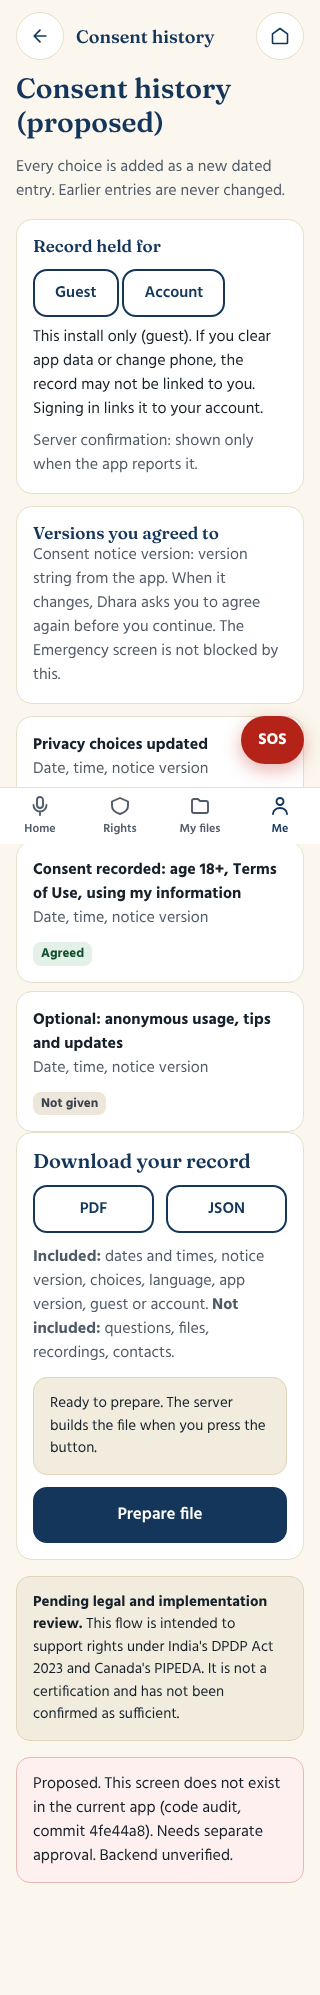 Consent history
Consent history
(proposed)
Every choice is added as a new dated
entry. Earlier entries are never changed.
Record held for
Guest
Account
This install only (guest). If you clear
app data or change phone, the
record may not be linked to you.
Signing in links it to your account.
Server confirmation: shown only
when the app reports it.
Versions you agreed to
Consent notice version: version
string from the app. When it
changes, Dhara asks you to agree
again before you continue. The
Emergency screen is not blocked by
this.
Privacy choices updated
Date, time, notice version
SOS
Home
Rights
My files
Me
Consent recorded: age 18+, Terms
of Use, using my information
Date, time, notice version
Agreed
Optional: anonymous usage, tips
and updates
Date, time, notice version
Not given
Download your record
PDF
JSON
Included: dates and times, notice
version, choices, language, app
version, guest or account. Not
included: questions, files,
recordings, contacts.
Ready to prepare. The server
builds the file when you press the
button.
Prepare file
Pending legal and implementation
review. This flow is intended to
support rights under India's DPDP Act
2023 and Canada's PIPEDA. It is not a
certification and has not been
confirmed as sufficient.
Proposed. This screen does not exist
in the current app (code audit,
commit 4fe44a8). Needs separate
approval. Backend unverified.